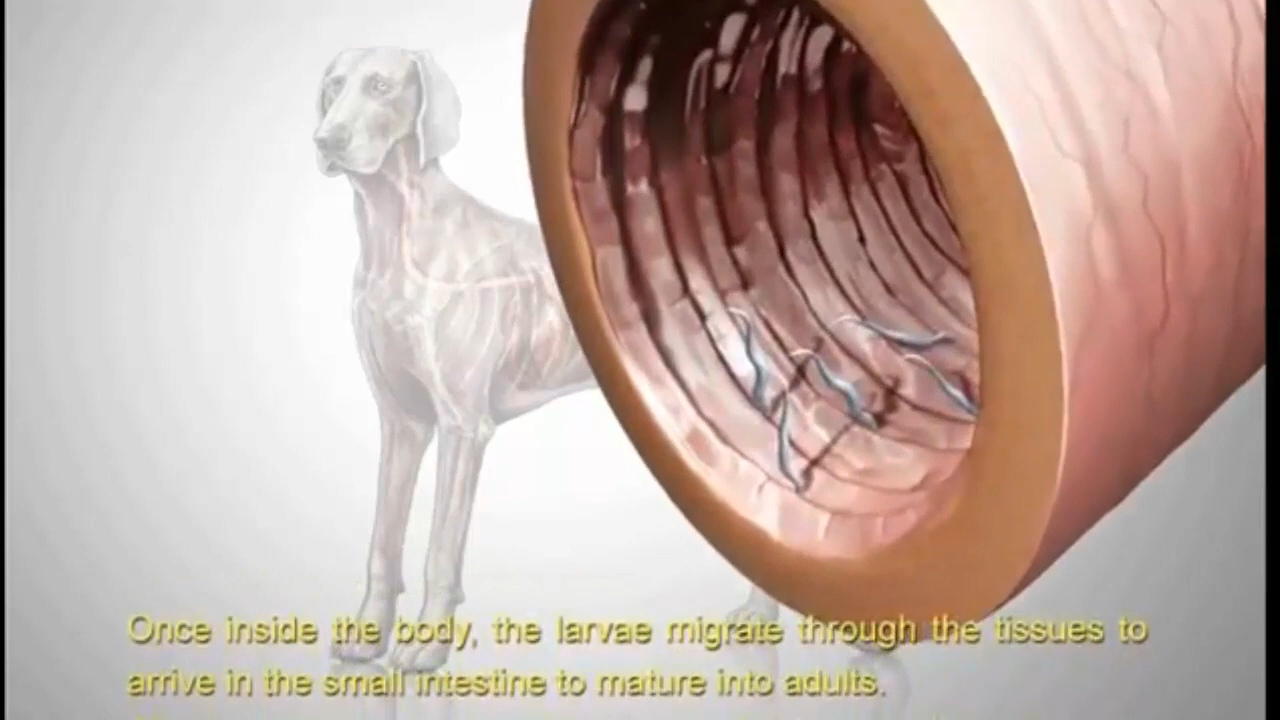 Once inside the body, the larvae migrate through the tissues to
arrive in the small intestine to mature into adults.